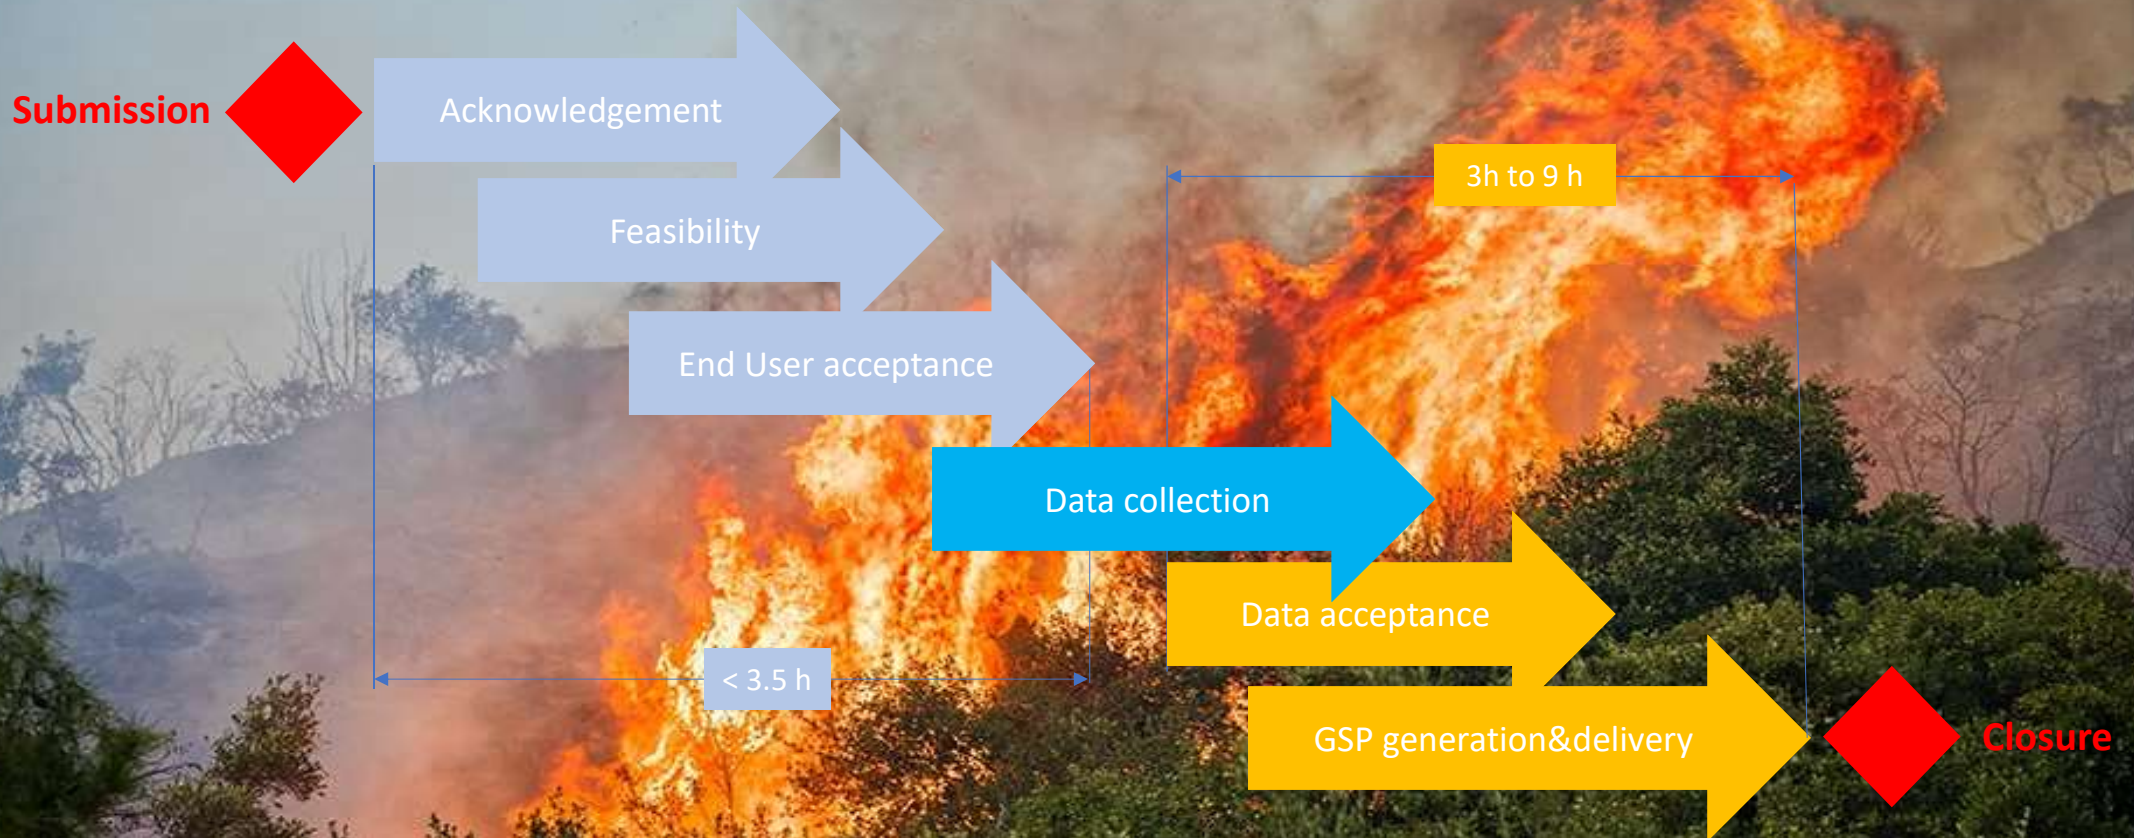 Submission
Acknowledgement
3h to 9 h
Feasibility
End User acceptance
Data collection
Data acceptance
< 3.5 h
GSP generation&delivery
Closure